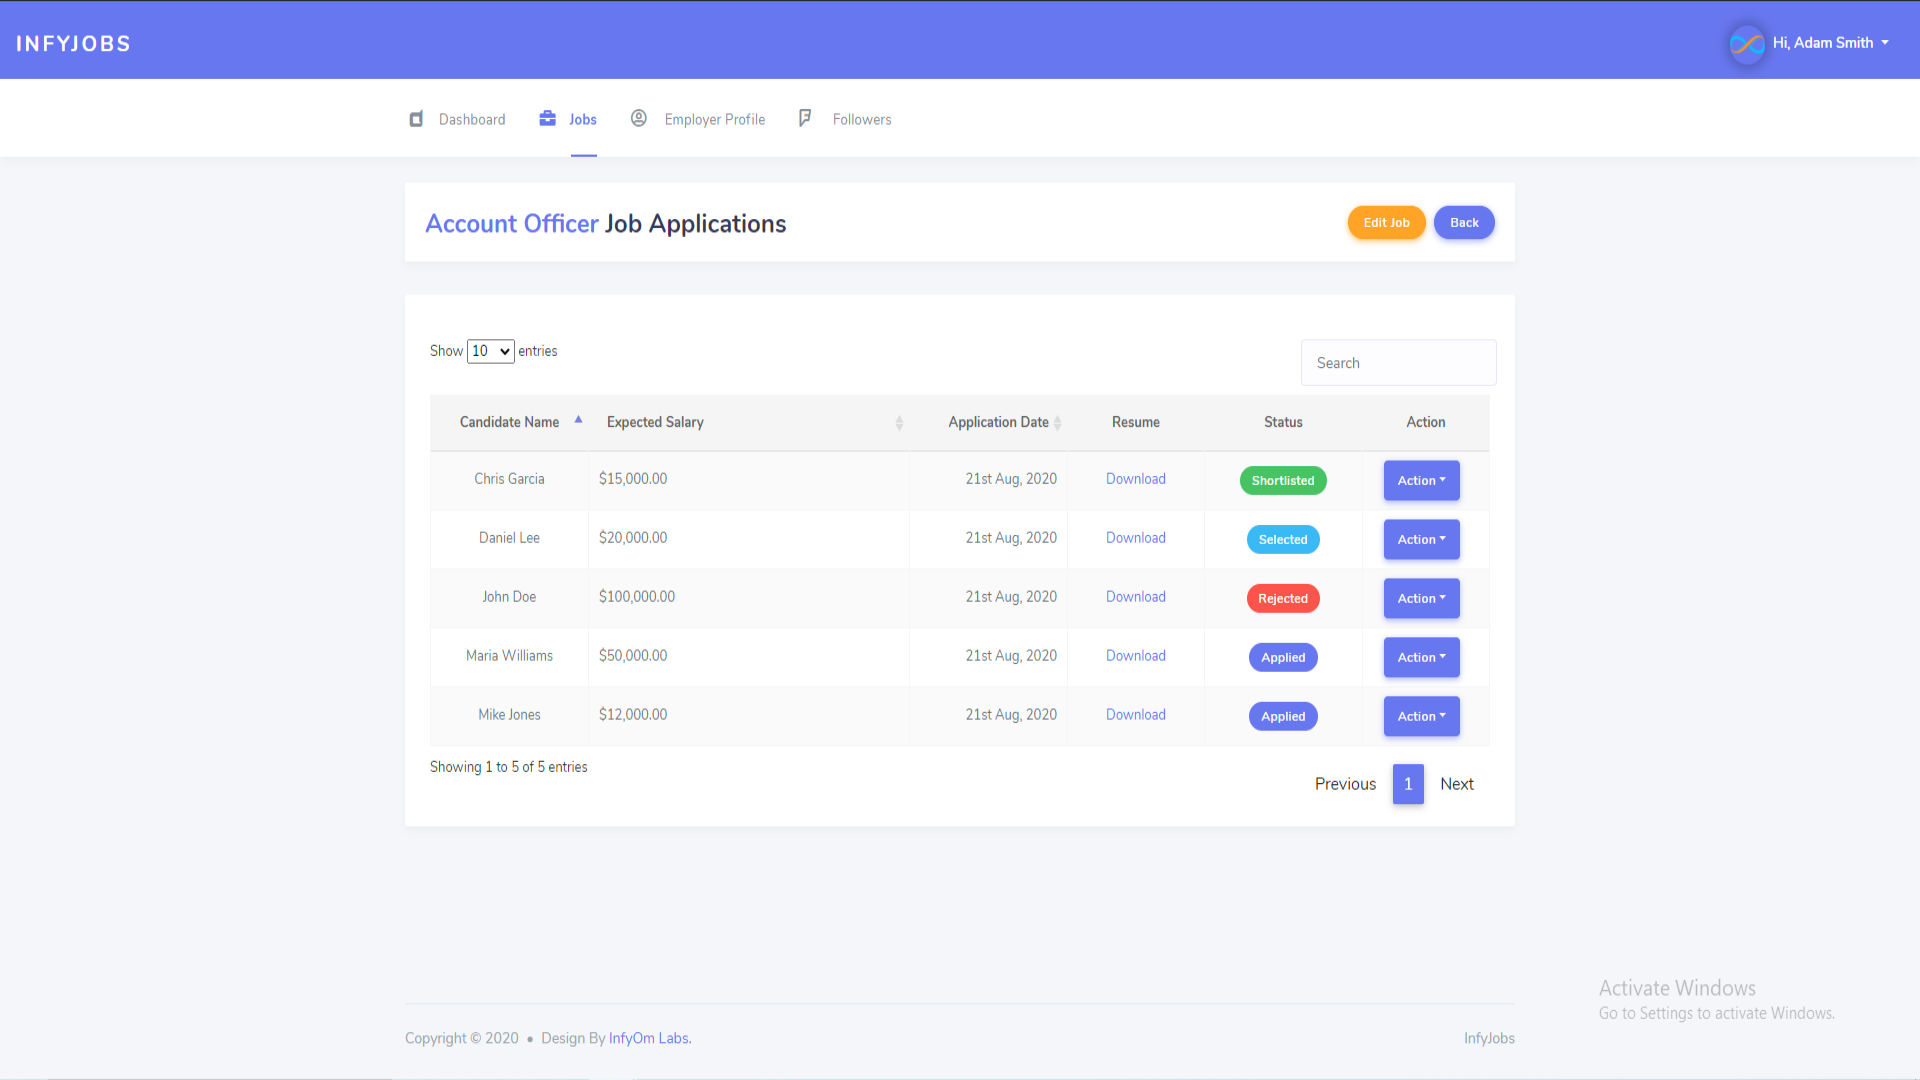 INFYJOBS
Hi, Adam Smith
Dashboard Jobs Employer Profile Followers
Account Officer Job Applications
Edit Job Back
Show 10 entries
Search
Candidate Name Expected Salary Application Date Resume Status Action
Chris Garcia $15,000.00 21st Aug, 2020 Download Shortlisted Action
Daniel Lee $20,000.00 21st Aug, 2020 Download Selected Action
John Doe $100,000.00 21st Aug, 2020 Download Rejected Action
Maria Williams $50,000.00 21st Aug, 2020 Download Applied Action
Mike Jones $12,000.00 21st Aug, 2020 Download Applied Action
Showing 1 to 5 of 5 entries
Previous 1 Next
Activate Windows
Go to Settings to activate Windows.
Copyright © 2020 • Design By InfyOm Labs.
InfyJobs